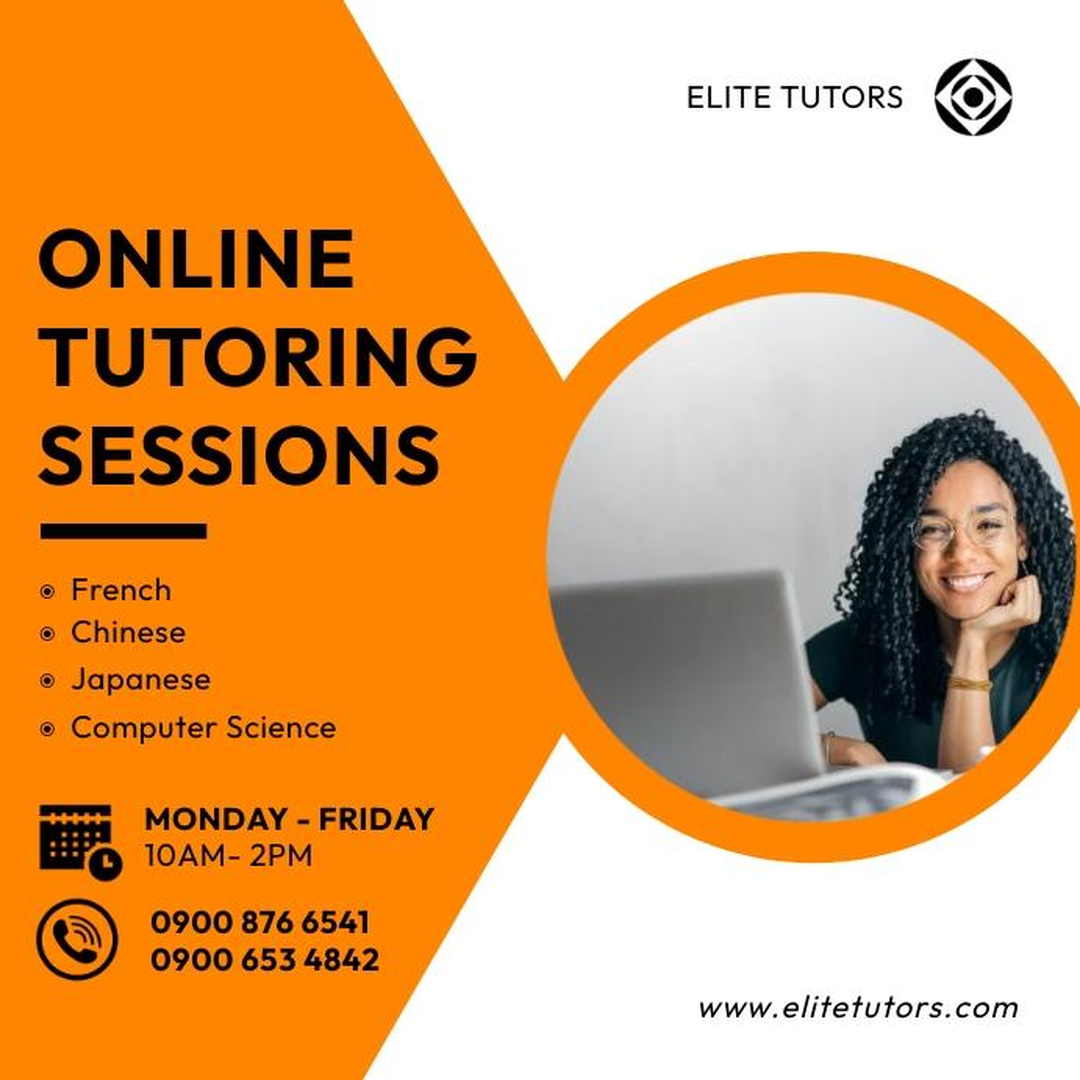 ELITE TUTORS
ONLINE
TUTORING
SESSIONS
French
Chinese
Japanese
Computer Science
MONDAY - FRIDAY
10AM- 2PM
0900 876 6541
0900 653 4842
www.elitetutors.com